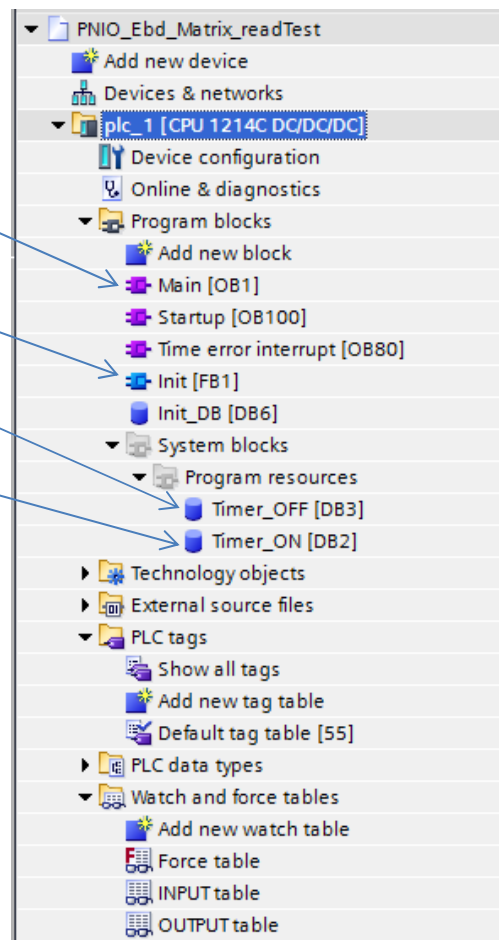 PNIO_Ebd_Matrix_readTest
Add new device
Devices & networks
plc_1 [CPU 1214C DC/DC/DC]
Device configuration
Online & diagnostics
Program blocks
Add new block
Main [OB1]
Startup [OB100]
Time error interrupt [OB80]
Init [FB1]
Init_DB [DB6]
System blocks
Program resources
Timer_OFF [DB3]
Timer_ON [DB2]
Technology objects
External source files
PLC tags
Show all tags
Add new tag table
Default tag table [55]
PLC data types
Watch and force tables
Add new watch table
Force table
INPUT table
OUTPUT table